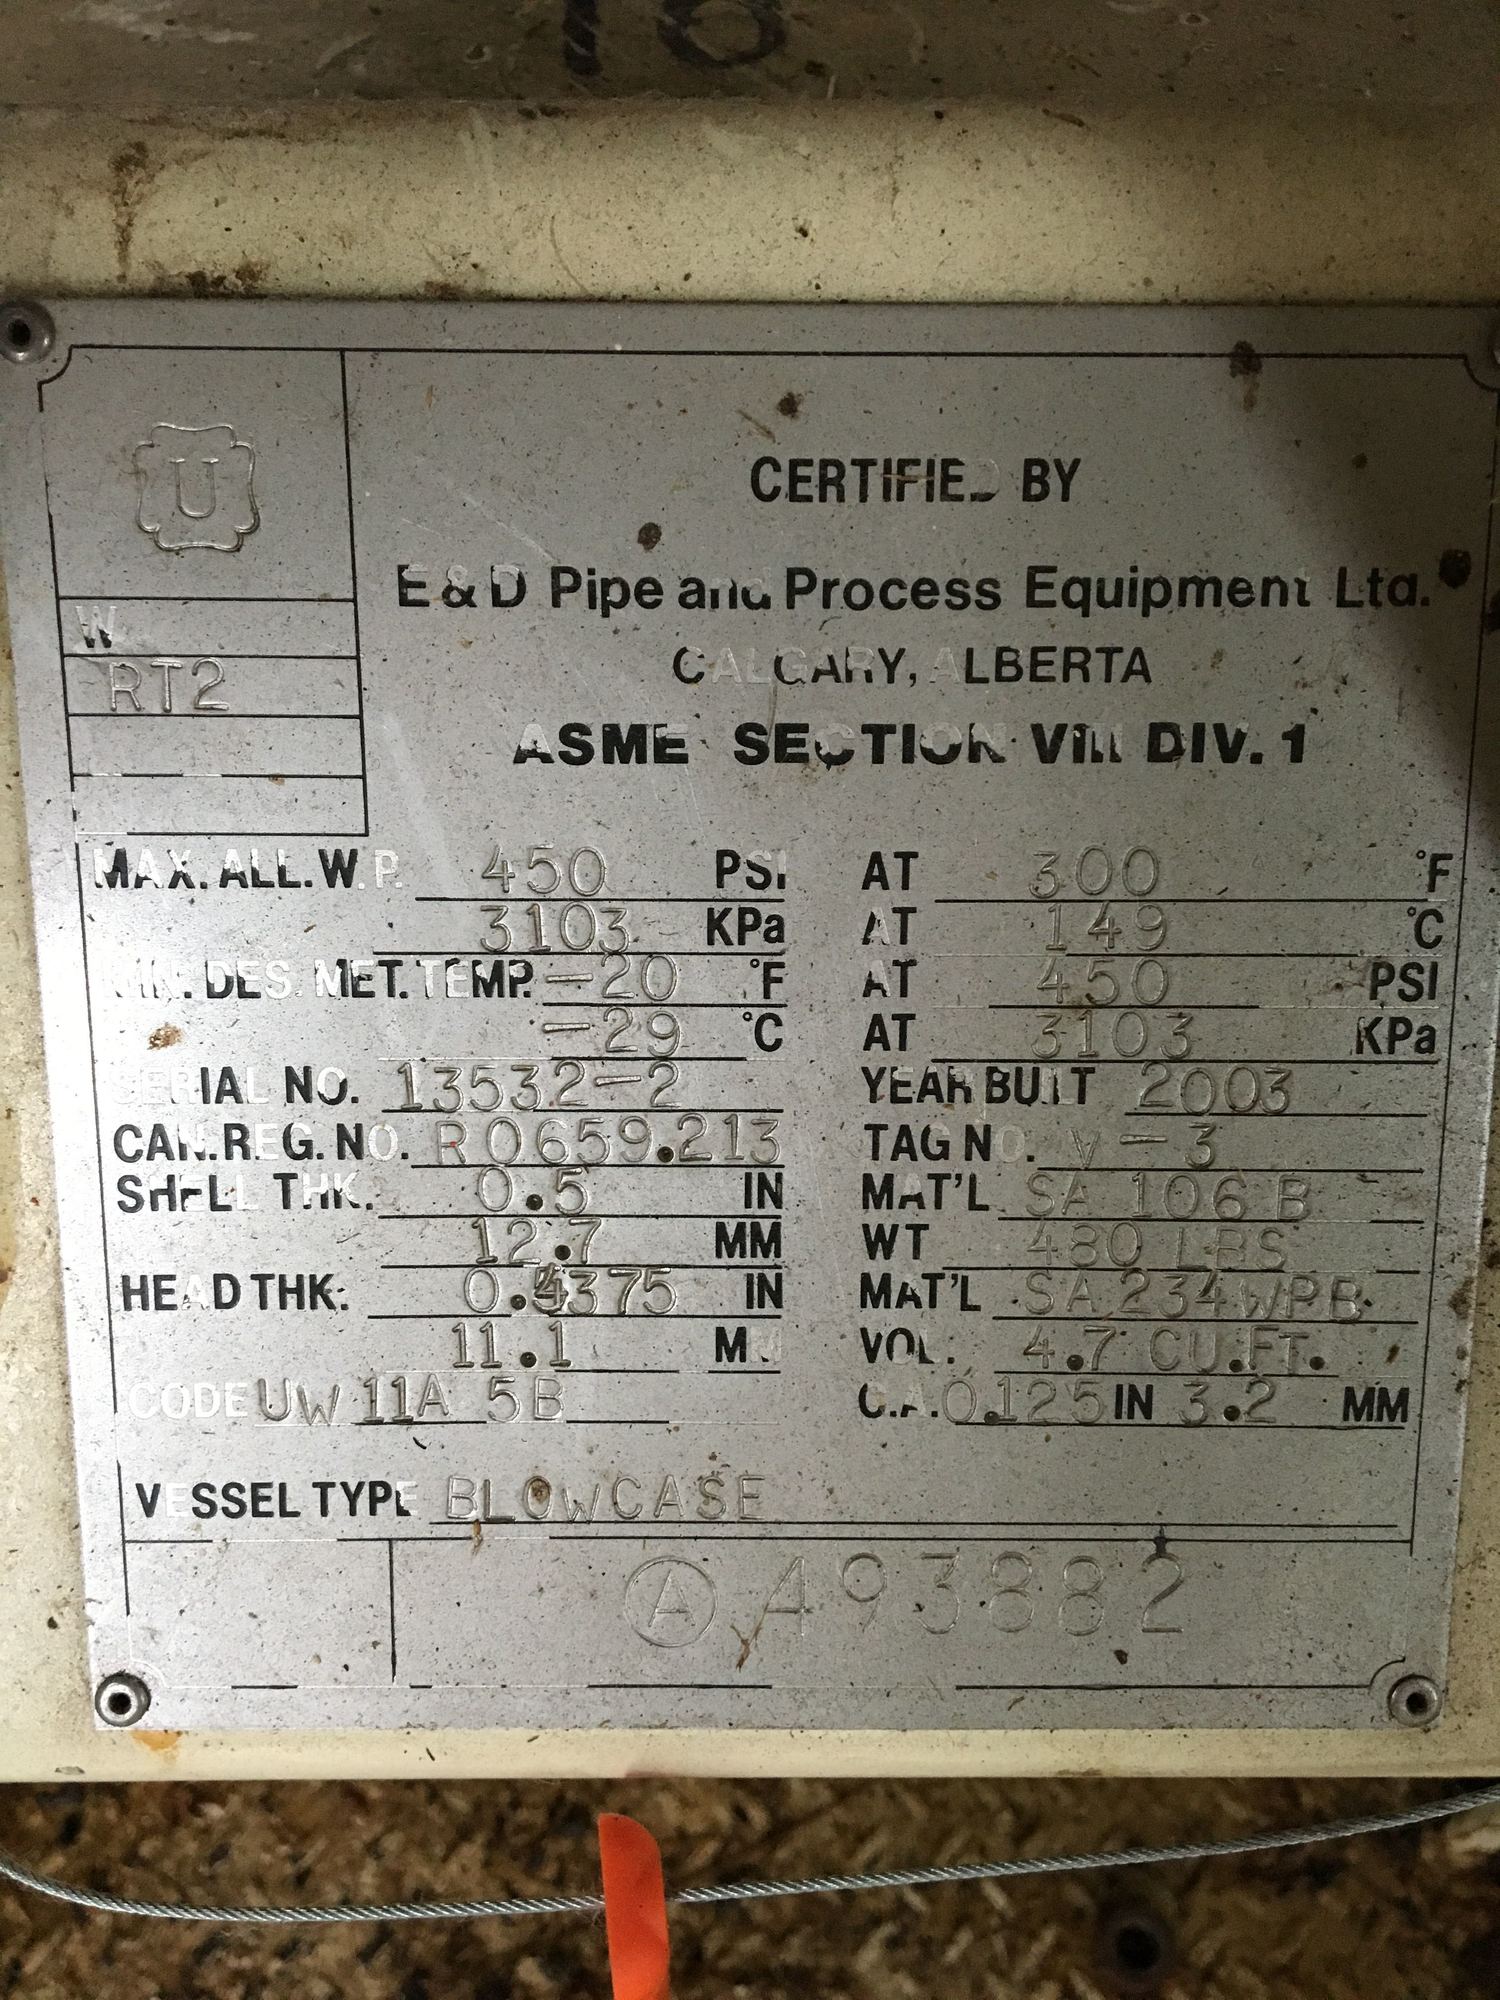 18
U
CERTIFIED BY
E & D Pipe and Process Equipment Ltd.
W
CALGARY, ALBERTA
RT2
ASME SECTION VIII DIV. 1
MAX. ALL. W. P. 450 PSI AT 300 °F
3103 KPa AT 149 °C
MIN. DES. MET. TEMP. -20 °F AT 450 PSI
-29 °C AT 3103 KPa
SERIAL NO. 13532-2 YEAR BUILT 2003
CAN. REG. NO. R0659.213 TAG NO. V-3
SHELL THK. 0.5 IN MAT'L SA 106 B
12.7 MM WT 480 LBS
HEAD THK. 0.4375 IN MAT'L SA 234 WPB
11.1 MM VOL. 4.7 CU.FT.
CODE UW 11A 5B C.A. 0.125 IN 3.2 MM
VESSEL TYPE BLOWCASE
A A493882